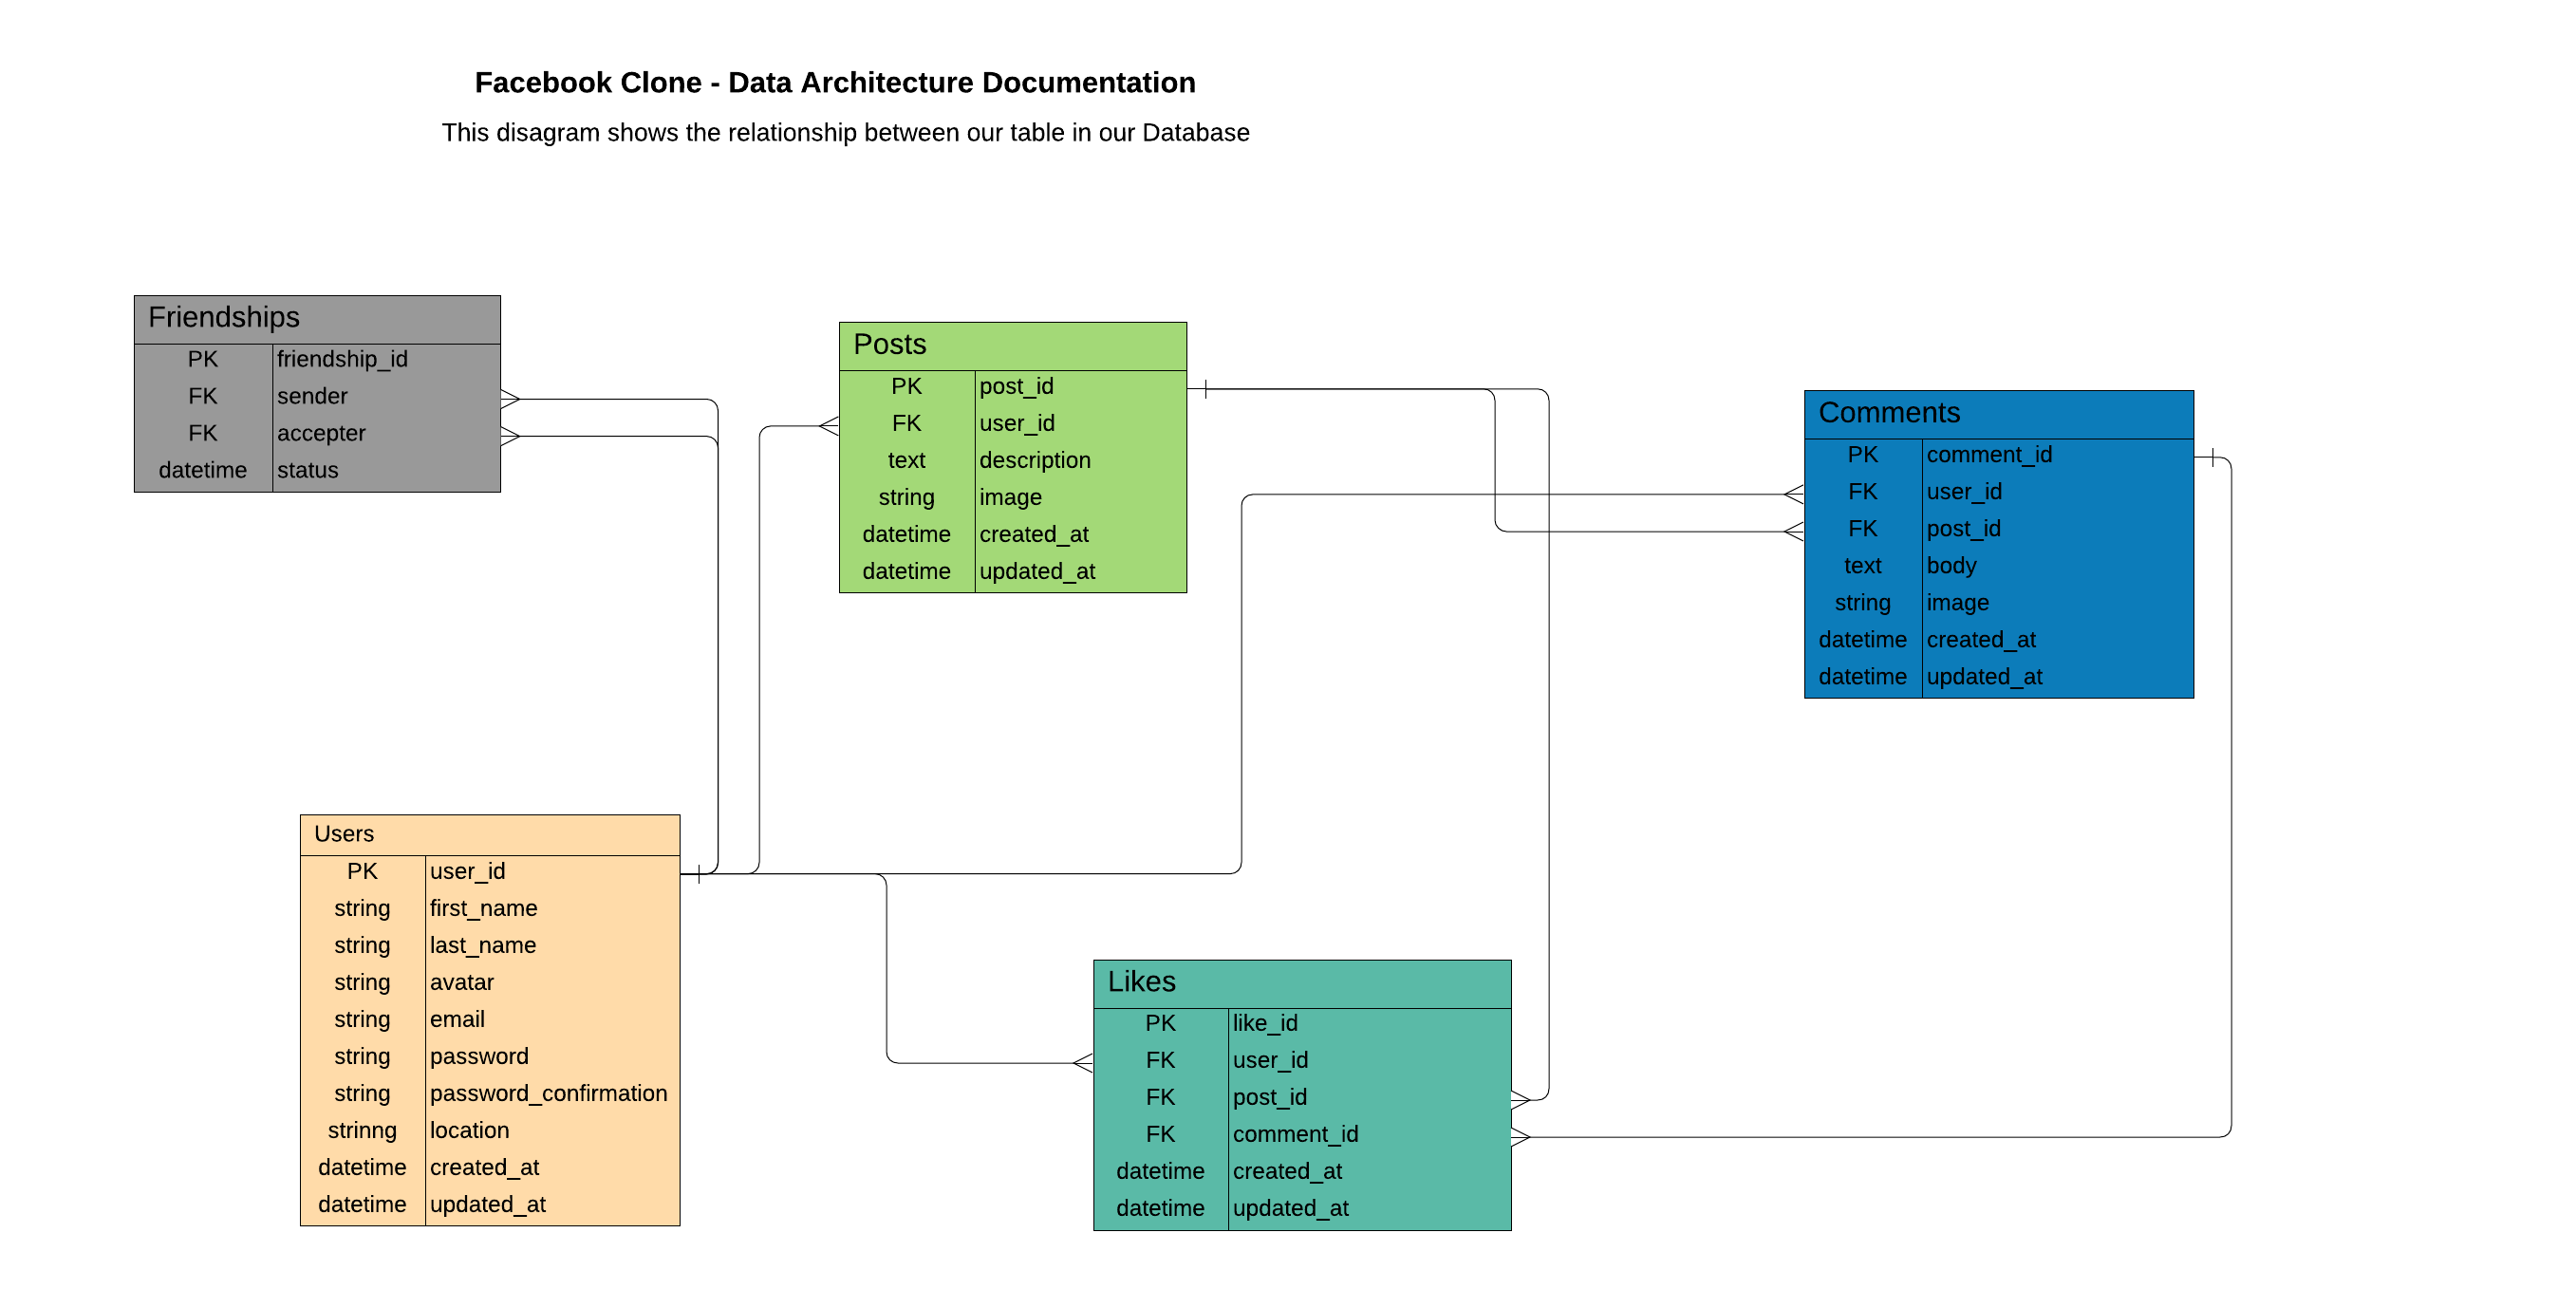 Facebook Clone - Data Architecture Documentation
This disagram shows the relationship between our table in our Database
Friendships
PK friendship_id
FK sender
FK accepter
datetime status
Posts
PK post_id
FK user_id
text description
string image
datetime created_at
datetime updated_at
Comments
PK comment_id
FK user_id
FK post_id
text body
string image
datetime created_at
datetime updated_at
Users
PK user_id
string first_name
string last_name
string avatar
string email
string password
string password_confirmation
strinng location
datetime created_at
datetime updated_at
Likes
PK like_id
FK user_id
FK post_id
FK comment_id
datetime created_at
datetime updated_at